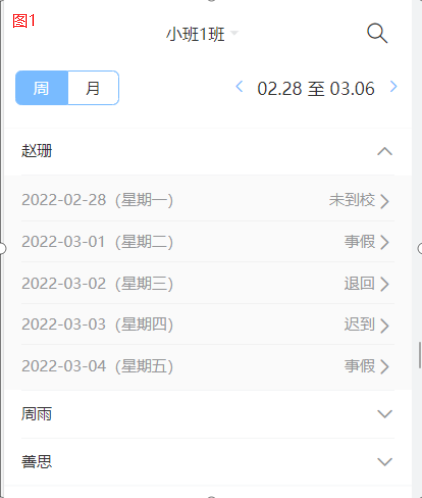 图1
小班1班
周 月 02.28 至 03.06
赵珊
2022-02-28 (星期一) 未到校
2022-03-01 (星期二) 事假
2022-03-02 (星期三) 退回
2022-03-03 (星期四) 迟到
2022-03-04 (星期五) 事假
周雨
善思